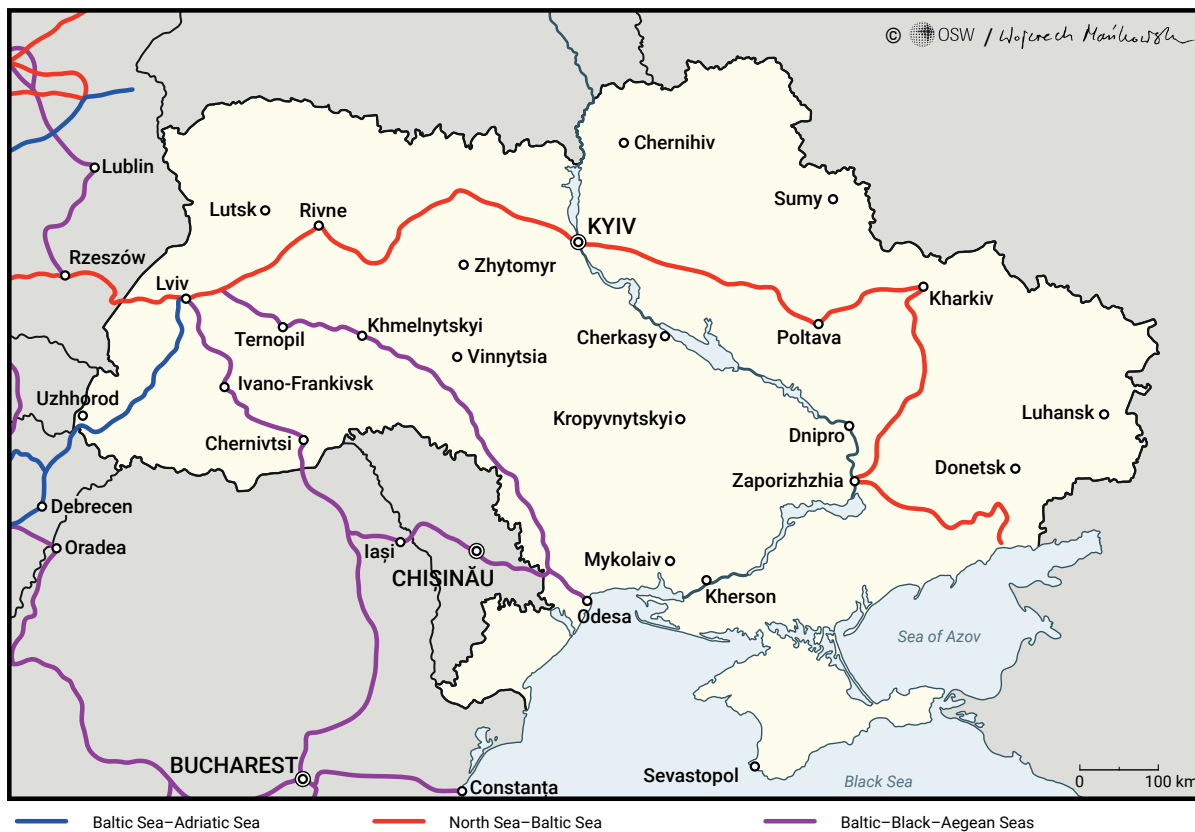 © OSW / Wojciech Mańkowski
Chernihiv
Lublin
Sumy
Lutsk
Rivne
KYIV
Rzeszów
Zhytomyr
Lviv
Kharkiv
Ternopil
Khmelnytskyi
Cherkasy
Poltava
Vinnytsia
Ivano-Frankivsk
Uzhhorod
Kropyvnytskyi
Luhansk
Chernivtsi
Dnipro
Donetsk
Zaporizhzhia
Debrecen
Oradea
Iași
Mykolaiv
CHIȘINĂU
Kherson
Odesa
Sea of Azov
BUCHAREST
Sevastopol
Black Sea
0 100 km
Constanța
Baltic Sea–Adriatic Sea
North Sea–Baltic Sea
Baltic–Black–Aegean Seas